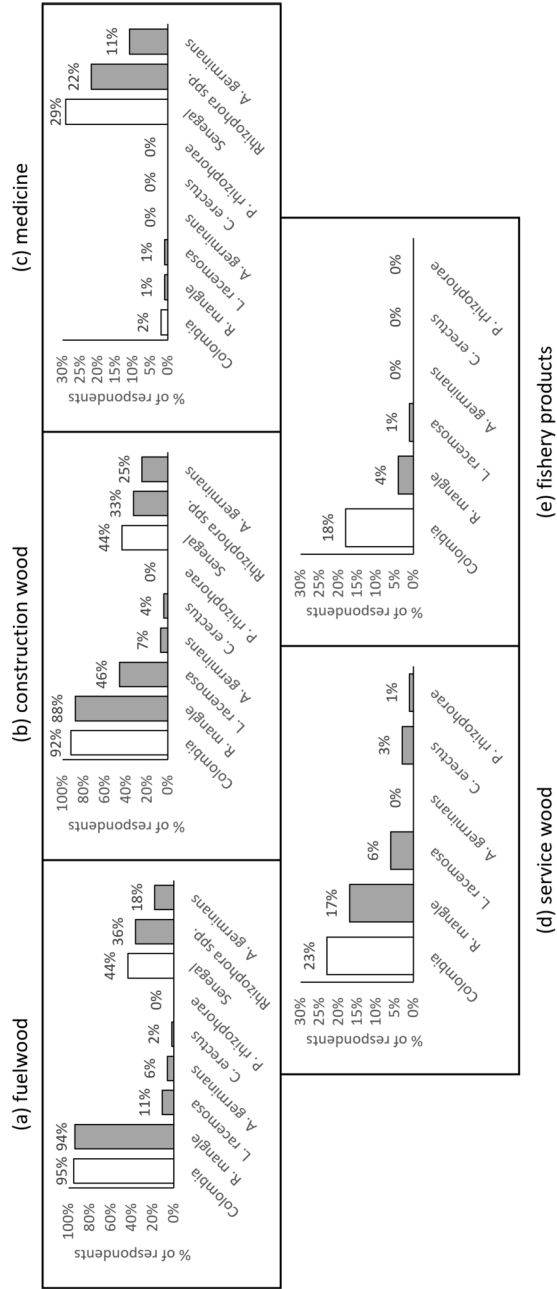 (a) fuelwood
% of respondents
100%
80%
60%
40%
20%
0%
95%
94%
11%
6%
2%
0%
44%
36%
18%
Colombia
R. mangle
L. racemosa
A. germinans
C. erectus
P. rhizophorae
Senegal
Rhizophora spp.
A. germinans
(b) construction wood
% of respondents
100%
80%
60%
40%
20%
0%
92%
88%
46%
7%
4%
0%
44%
33%
25%
Colombia
R. mangle
L. racemosa
A. germinans
C. erectus
P. rhizophorae
Senegal
Rhizophora spp.
A. germinans
(c) medicine
% of respondents
30%
25%
20%
15%
10%
5%
0%
2%
1%
1%
0%
0%
0%
29%
22%
11%
Colombia
R. mangle
L. racemosa
A. germinans
C. erectus
P. rhizophorae
Senegal
Rhizophora spp.
A. germinans
% of respondents
30%
25%
20%
15%
10%
5%
0%
23%
17%
6%
0%
3%
1%
Colombia
R. mangle
L. racemosa
A. germinans
C. erectus
P. rhizophorae
(d) service wood
% of respondents
30%
25%
20%
15%
10%
5%
0%
18%
4%
1%
0%
0%
0%
Colombia
R. mangle
L. racemosa
A. germinans
C. erectus
P. rhizophorae
(e) fishery products